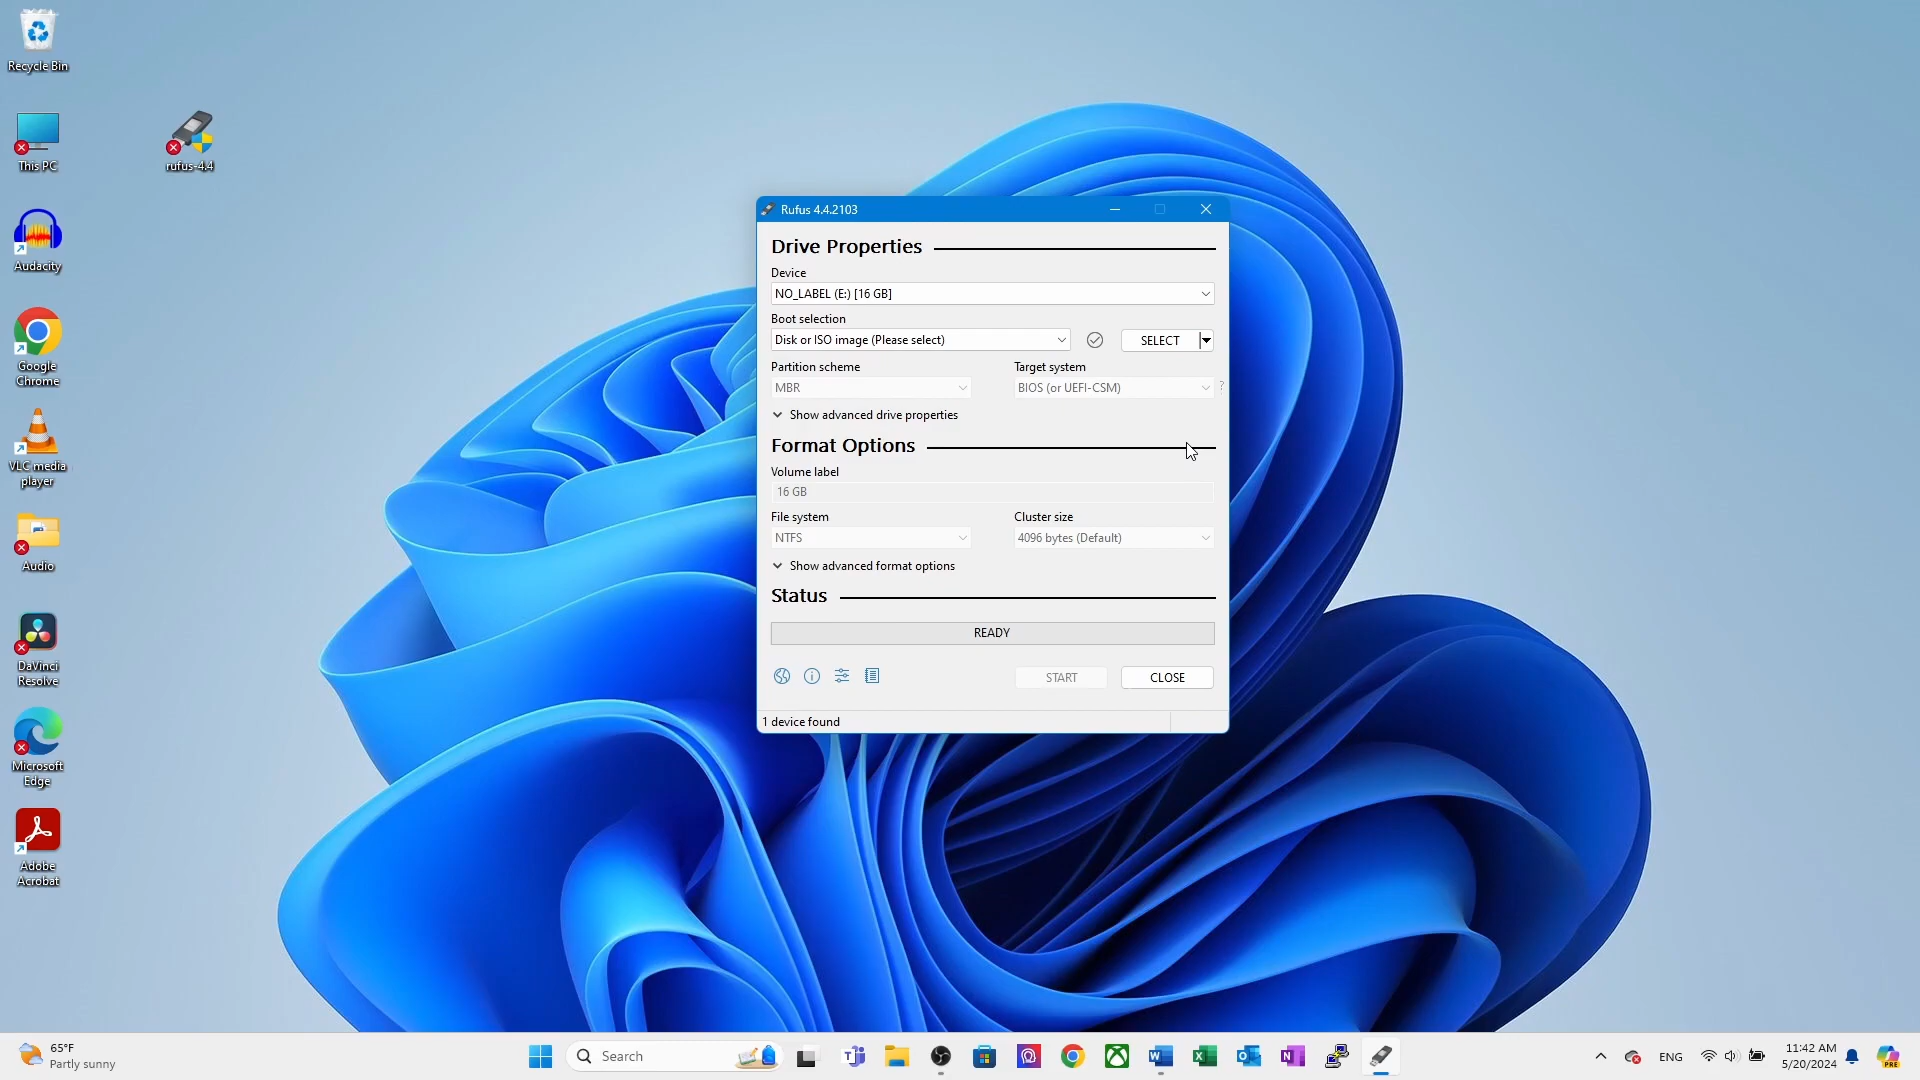 Recycle Bin
This PC
rufus-4.4
Audacity
Google
Chrome
VLC media
player
Audio
DaVinci
Resolve
Microsoft
Edge
Adobe
Acrobat
Rufus 4.4.2103
Drive Properties
Device
NO_LABEL (E:) [16 GB]
Boot selection
Disk or ISO image (Please select)
SELECT
Partition scheme
Target system
MBR
BIOS (or UEFI-CSM)
?
Show advanced drive properties
Format Options
Volume label
16 GB
File system
Cluster size
NTFS
4096 bytes (Default)
Show advanced format options
Status
READY
START
CLOSE
1 device found
65°F
Partly sunny
Search
ENG
11:42 AM
5/20/2024
PRE